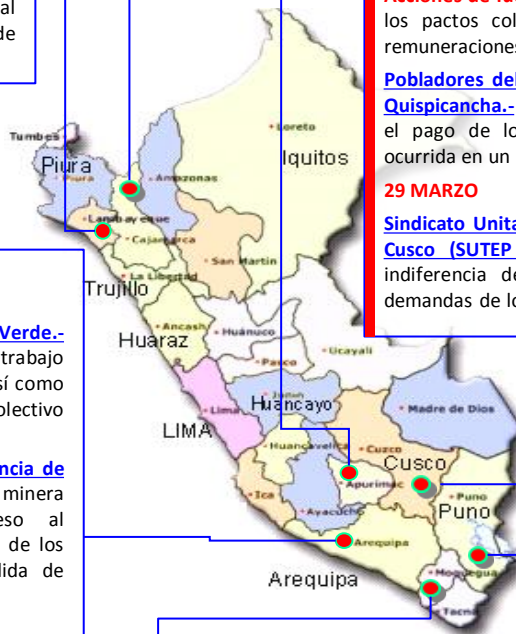 al
de
Acciones de
los pactos col
remuneraciones
Pobladores del
Quispicancha.-
el pago de lo
ocurrida en un
29 MARZO
Sindicato Unita
Cusco (SUTEP
indiferencia de
demandas de lo
Verde.-
trabajo
sí como
olectivo
ncia de
minera
eso al
de los
lida de
Tumbes
Piura
Piura
Loreto
Iquitos
Amazonas
Lambayeque
Cajamarca
San Martin
La Libertad
Trujillo
Ancash
Huaraz
Huánuco
Ucayali
Pasco
Junín
Huancayo
Lima
LIMA
Madre de Dios
Huancavelica
Cuzco
Cusco
Apurimac
Ica
Ayacucho
Puno
Puno
Arequipa
Arequipa
Moquegua
Tacna